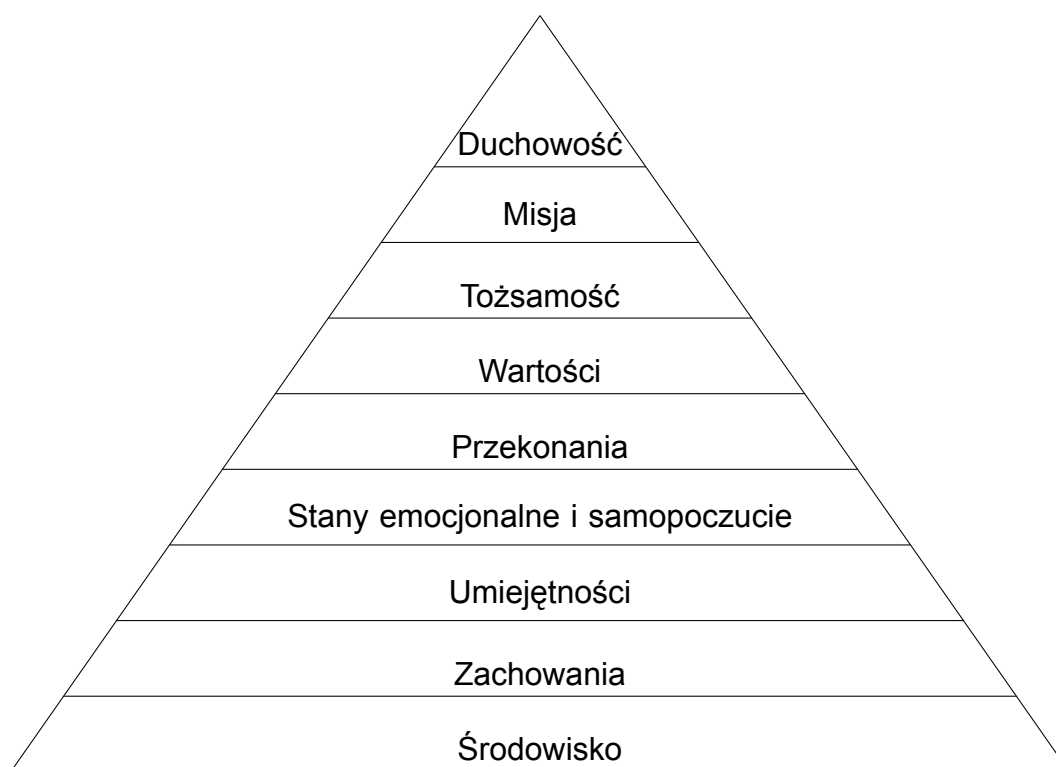 Duchowość
Misja
Tożsamość
Wartości
Przekonania
Stany emocjonalne i samopoczucie
Umiejętności
Zachowania
Środowisko